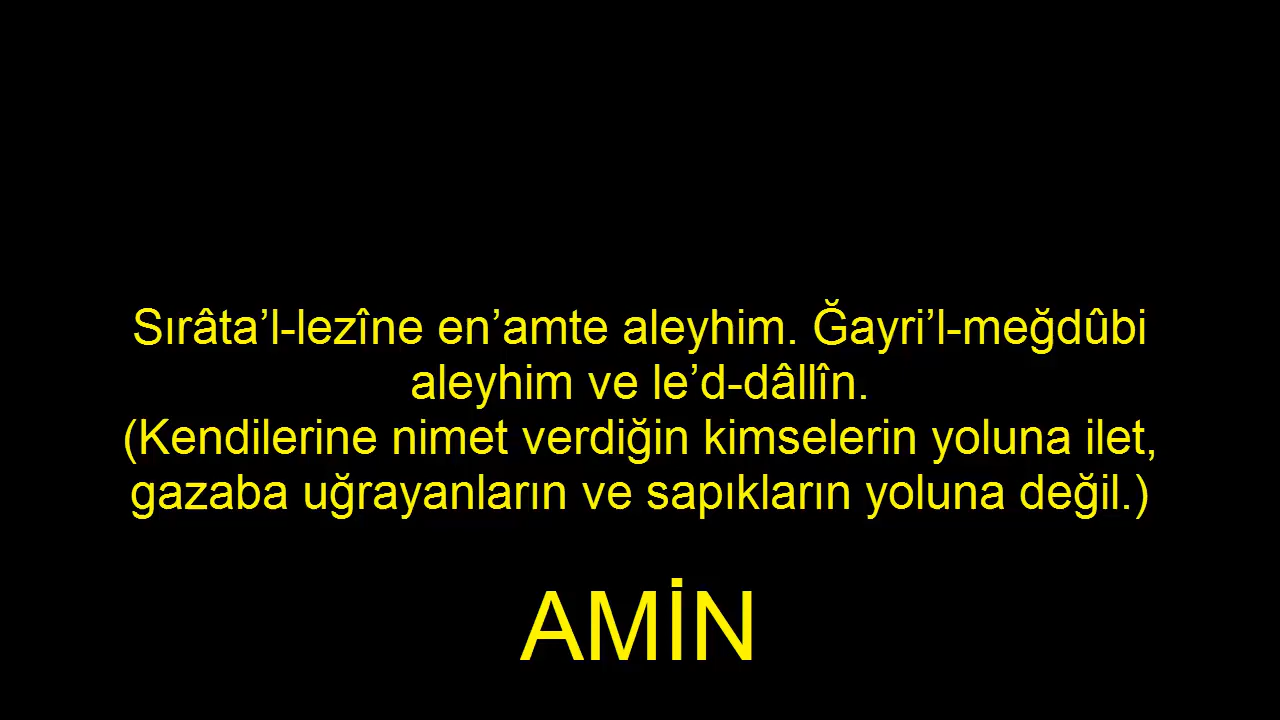 Sırâta’l-lezîne en’amte aleyhim. Ğayri’l-meğdûbi
aleyhim ve le’d-dâllîn.
(Kendilerine nimet verdiğin kimselerin yoluna ilet,
gazaba uğrayanların ve sapıkların yoluna değil.)
AMİN